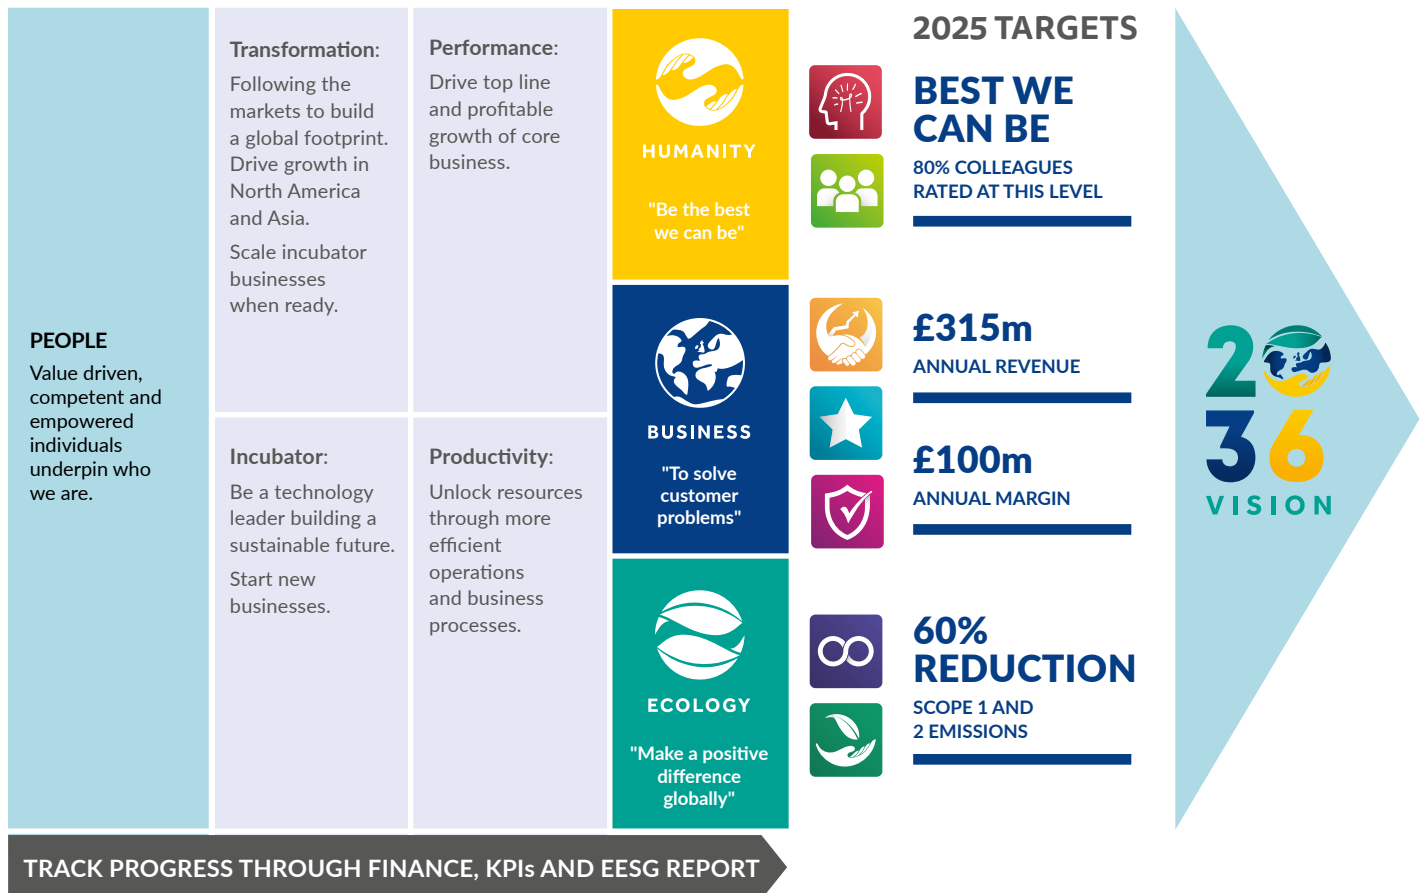 PEOPLE
Value driven,
competent and
empowered
individuals
underpin who
we are.
Transformation:
Following the
markets to build
a global footprint.
Drive growth in
North America
and Asia.
Scale incubator
businesses
when ready.
Performance:
Drive top line
and profitable
growth of core
business.
Incubator:
Be a technology
leader building a
sustainable future.
Start new
businesses.
Productivity:
Unlock resources
through more
efficient
operations
and business
processes.
HUMANITY
"Be the best
we can be"
BUSINESS
"To solve
customer
problems"
ECOLOGY
"Make a positive
difference
globally"
2025 TARGETS
BEST WE
CAN BE
80% COLLEAGUES
RATED AT THIS LEVEL
£315m
ANNUAL REVENUE
£100m
ANNUAL MARGIN
60%
REDUCTION
SCOPE 1 AND
2 EMISSIONS
20
36
VISION
TRACK PROGRESS THROUGH FINANCE, KPIs AND EESG REPORT